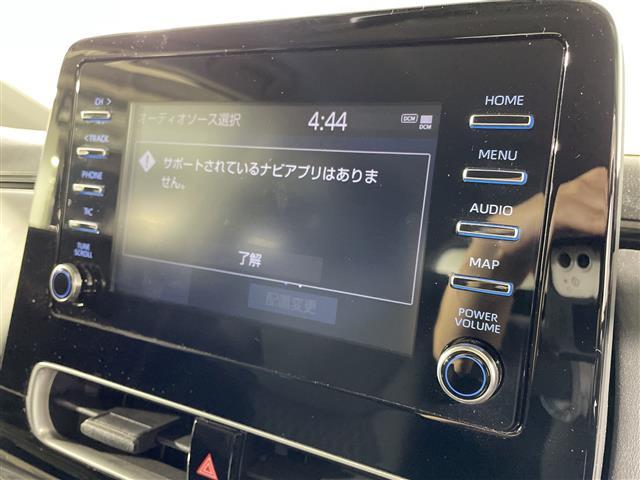 CH >
< TRACK
PHONE
T/C
TUNE
SCROLL
オーディオソース選択
4:44
DCM
DCM
サポートされているナビアプリはありま
せん。
了解
配置変更
HOME
MENU
AUDIO
MAP
POWER
VOLUME